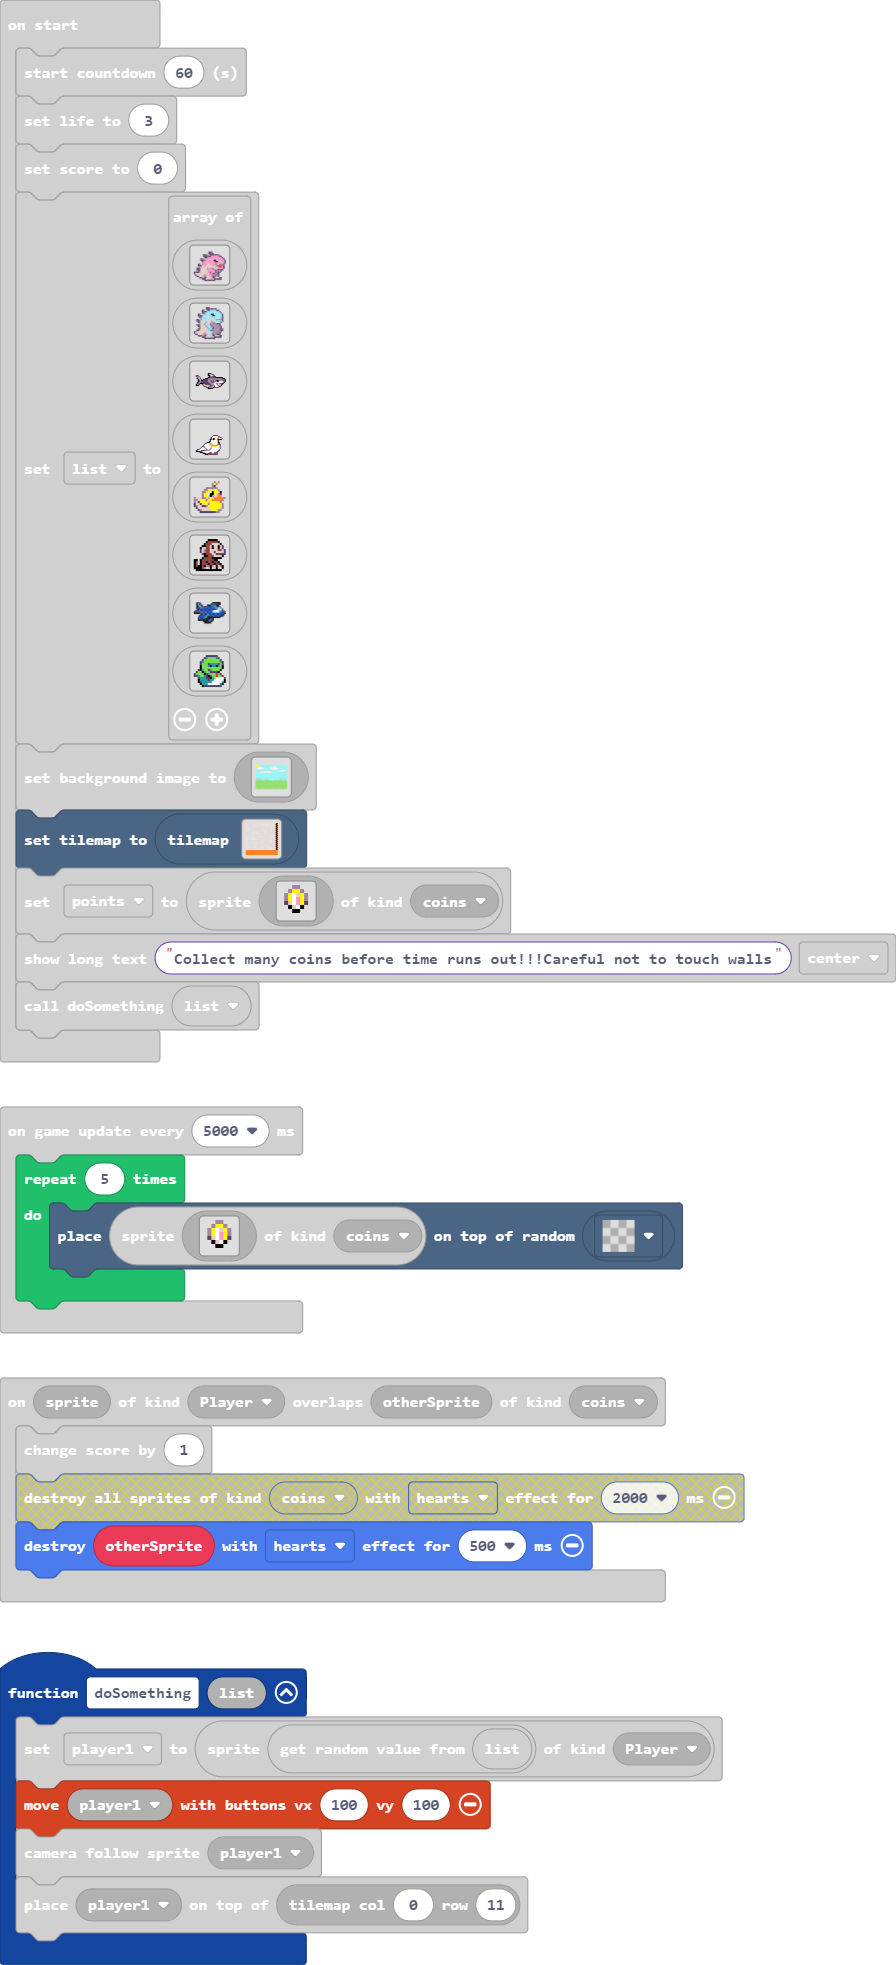 on start
start countdown 60 (s)
set life to 3
set score to 0
array of
set list to
set background image to
set tilemap to tilemap
set points to sprite of kind coins
show long text "Collect many coins before time runs out!!!Careful not to touch walls" center
call doSomething list
on game update every 5000 ms
repeat 5 times
do
place sprite of kind coins on top of random
on sprite of kind Player overlaps otherSprite of kind coins
change score by 1
destroy all sprites of kind coins with hearts effect for 2000 ms
destroy otherSprite with hearts effect for 500 ms
function doSomething list
set player1 to sprite get random value from list of kind Player
move player1 with buttons vx 100 vy 100
camera follow sprite player1
place player1 on top of tilemap col 0 row 11